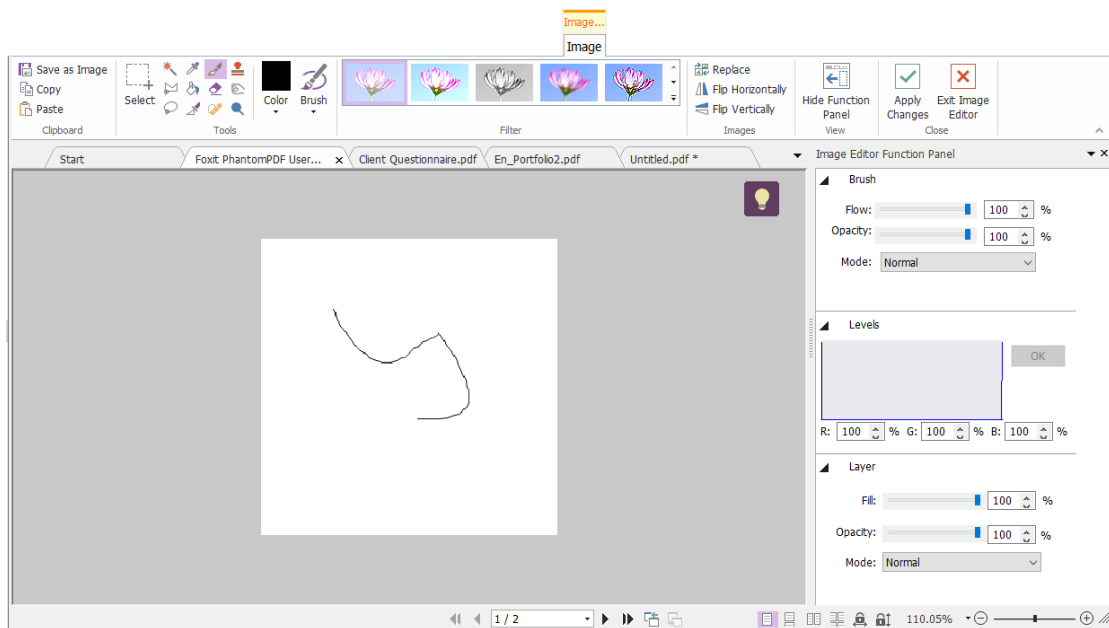 Image...
Image
Save as Image
Copy
Paste
Clipboard
Select
Tools
Color
Brush
Filter
Replace
Flip Horizontally
Flip Vertically
Images
Hide Function
Panel
View
Apply
Changes
Exit Image
Editor
Close
Start
Foxit PhantomPDF User...
Client Questionnaire.pdf
En_Portfolio2.pdf
Untitled.pdf *
Image Editor Function Panel
Brush
Flow: 100 %
Opacity: 100 %
Mode: Normal
Levels
OK
R: 100 % G: 100 % B: 100 %
Layer
Fill: 100 %
Opacity: 100 %
Mode: Normal
1 / 2
110.05%